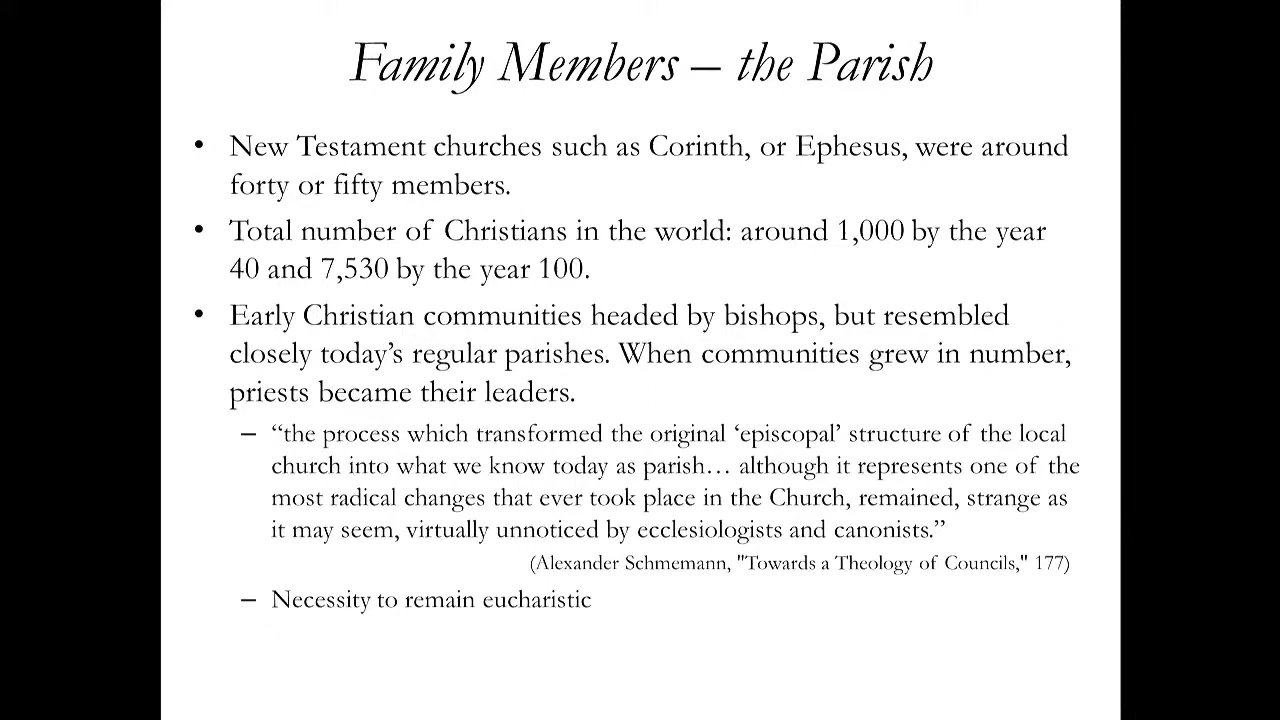 Family Members – the Parish
• New Testament churches such as Corinth, or Ephesus, were around
forty or fifty members.
• Total number of Christians in the world: around 1,000 by the year
40 and 7,530 by the year 100.
• Early Christian communities headed by bishops, but resembled
closely today’s regular parishes. When communities grew in number,
priests became their leaders.
– “the process which transformed the original ‘episcopal’ structure of the local
church into what we know today as parish… although it represents one of the
most radical changes that ever took place in the Church, remained, strange as
it may seem, virtually unnoticed by ecclesiologists and canonists.”
(Alexander Schmemann, "Towards a Theology of Councils," 177)
– Necessity to remain eucharistic